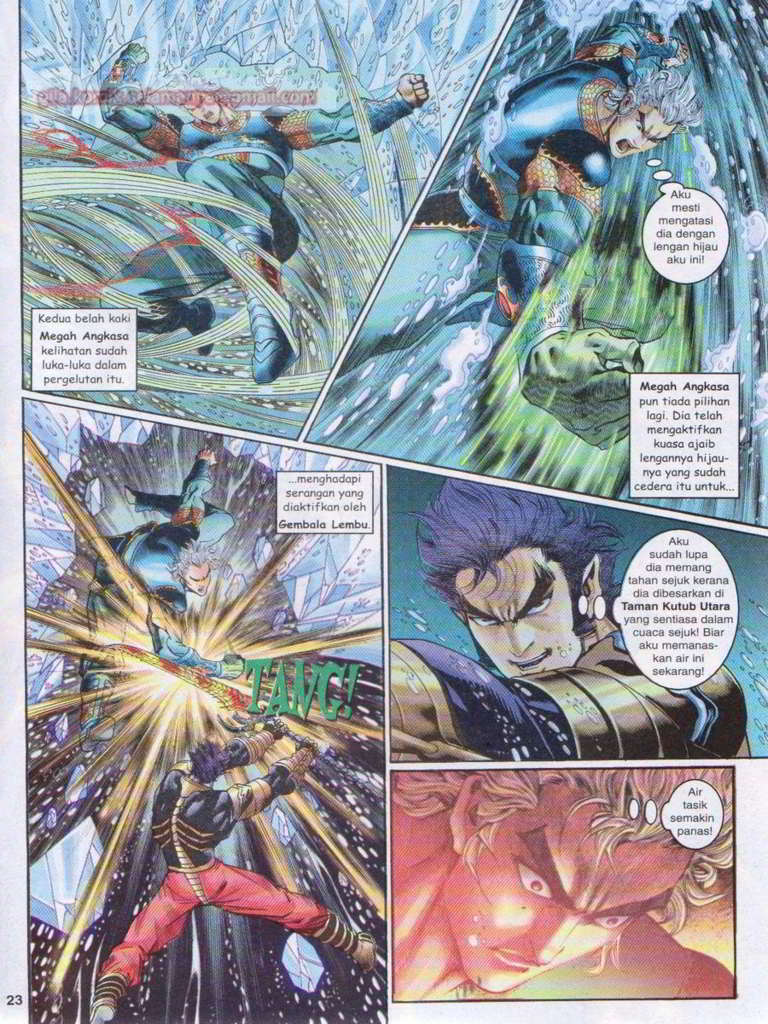 Kedua belah kaki
Megah Angkasa
kelihatan sudah
luka-luka dalam
pergelutan itu.
Aku
mesti
mengatasi
dia dengan
lengan hijau
aku ini!
Megah Angkasa
pun tiada pilihan
lagi. Dia telah
mengaktifkan
kuasa ajaib
lengannya hijau-
nya yang sudah
cedera itu untuk...
...menghadapi
serangan yang
diaktifkan oleh
Gembala Lembu.
TANG!
Aku
sudah lupa
dia memang
tahan sejuk kerana
dia dibesarkan di
Taman Kutub Utara
yang sentiasa dalam
cuaca sejuk! Biar
aku memanas-
kan air ini
sekarang!
Air
tasik
semakin
panas!
23